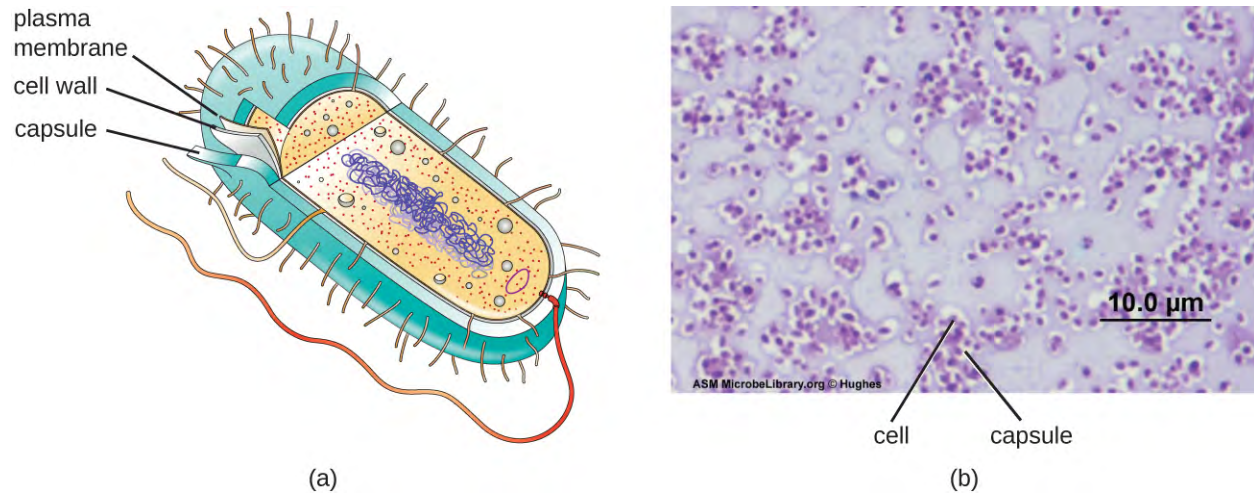 plasma
membrane
cell wall
capsule
10.0 µm
ASM MicrobeLibrary.org © Hughes
cell
capsule
(a)
(b)